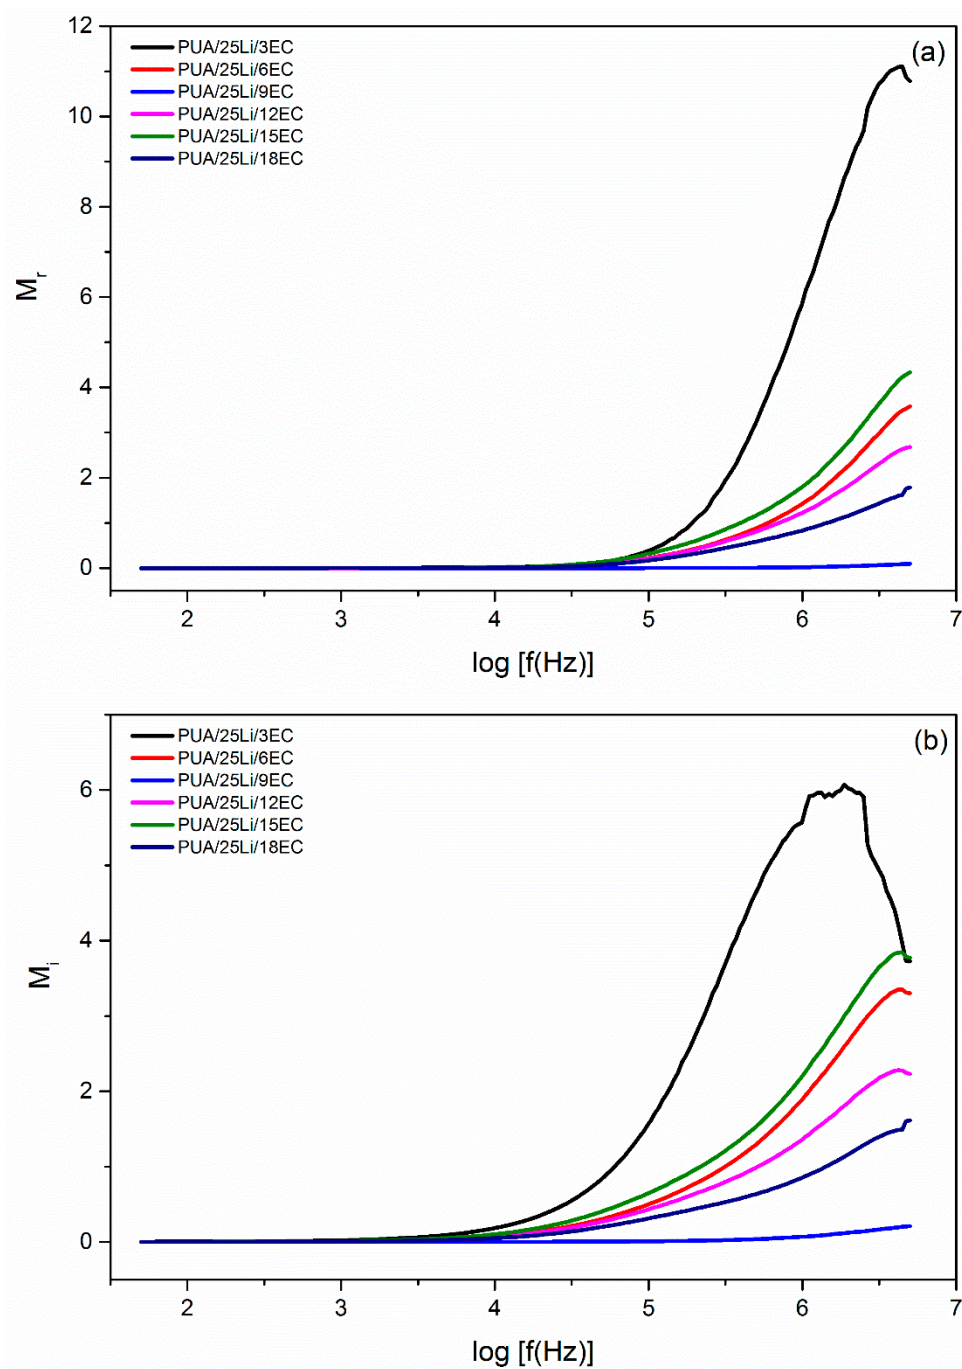 (a)
PUA/25Li/3EC
PUA/25Li/6EC
PUA/25Li/9EC
PUA/25Li/12EC
PUA/25Li/15EC
PUA/25Li/18EC
12
10
8
6
4
2
0
Mr
2 3 4 5 6 7
log [f(Hz)]
(b)
PUA/25Li/3EC
PUA/25Li/6EC
PUA/25Li/9EC
PUA/25Li/12EC
PUA/25Li/15EC
PUA/25Li/18EC
6
4
2
0
Mi
2 3 4 5 6 7
log [f(Hz)]